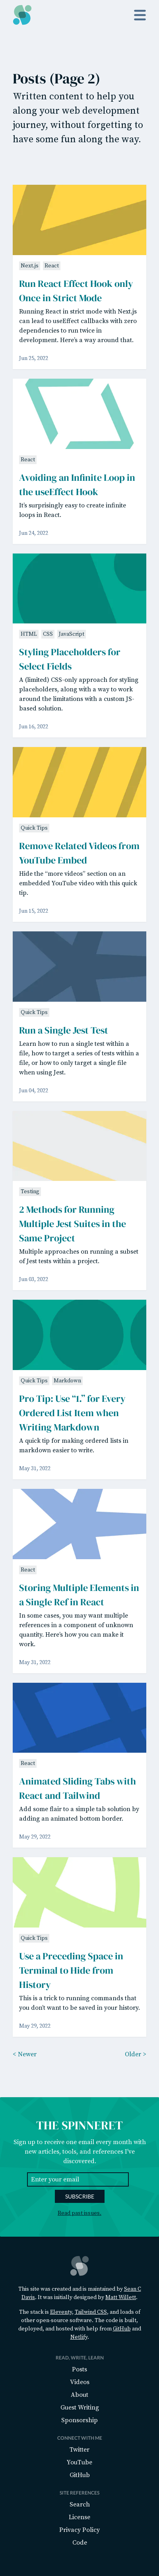 Posts (Page 2)
Writing content to help you
along your web development
journey, without forgetting to
have some fun along the way.
Next.js React
Run React Effect Hook only
Once in Strict Mode
Running React in strict mode with Next.js
can lead to useEffect callbacks with zero
dependencies to run twice in
development. Here's a way around that.
Jun 25, 2022
React
Avoiding an Infinite Loop in
the useEffect Hook
It's surprisingly easy to create infinite
loops in React.
Jun 24, 2022
HTML CSS JavaScript
Styling Placeholders for
Select Fields
A (limited) CSS-only approach for styling
placeholders, along with a way to work
around the limitations with a custom JS-
based solution.
Jun 16, 2022
Quick Tips
Remove Related Videos from
YouTube Embed
Hide the “more videos” section on an
embedded YouTube video with this quick
tip.
Jun 15, 2022
Quick Tips
Run a Single Jest Test
Learn how to run a single test within a
file, how to target a series of tests within a
file, or how to only target a single file
when using Jest.
Jun 04, 2022
Testing
2 Methods for Running
Multiple Jest Suites in the
Same Project
Multiple approaches on running a subset
of Jest tests within a project.
Jun 03, 2022
Quick Tips Markdown
Pro Tip: Use “1.” for Every
Ordered List Item when
Writing Markdown
A quick tip for making ordered lists in
markdown easier to write.
May 31, 2022
React
Storing Multiple Elements in
a Single Ref in React
In some cases, you may want multiple
references in a component of unknown
quantity. Here's how you can make it
work.
May 31, 2022
React
Animated Sliding Tabs with
React and Tailwind
Add some flair to a simple tab solution by
adding an animated bottom border.
May 29, 2022
Quick Tips
Use a Preceding Space in
Terminal to Hide from
History
This is a trick to running commands that
you don't want to be saved in your history.
May 29, 2022
< Newer Older >
THE SPINNERET
Sign up to receive one email every month with
new articles, tools, and references I've
discovered.
Enter your email
SUBSCRIBE
Read past issues.
This site was created and is maintained by Sean C
Davis. It was initially designed by Matt Willett.
The stack is Eleventy, Tailwind CSS, and loads of
other open-source software. The code is built,
deployed, and hosted with help from GitHub and
Netlify.
READ, WRITE, LEARN
Posts
Videos
About
Guest Writing
Sponsorship
CONNECT WITH ME
Twitter
YouTube
GitHub
SITE REFERENCES
Search
License
Privacy Policy
Code